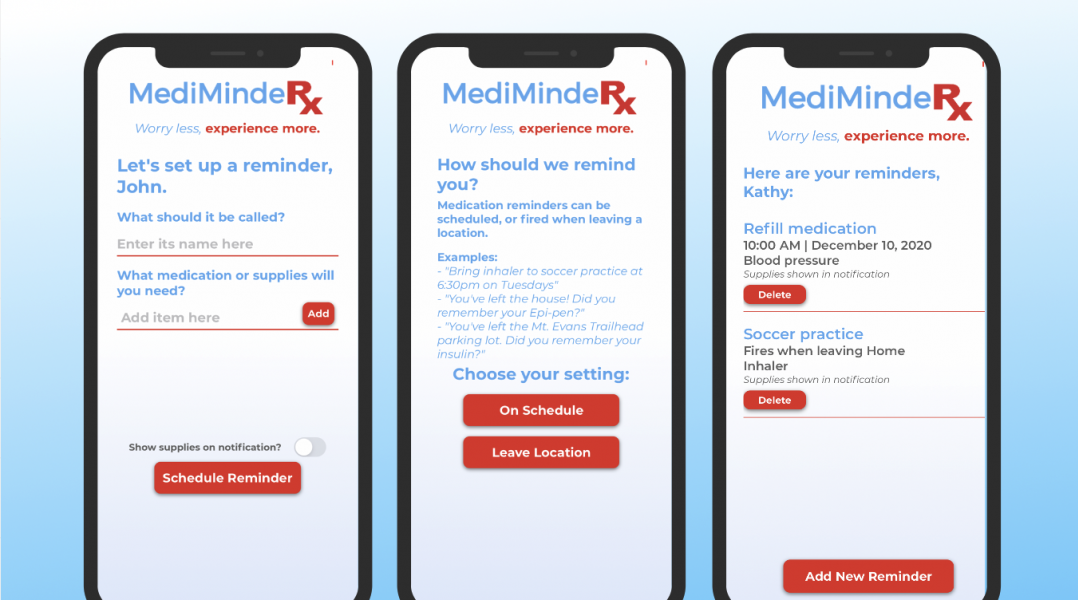 MediMindeRx
Worry less, experience more.
Let's set up a reminder,
John.
What should it be called?
Enter its name here
What medication or supplies will
you need?
Add item here
Add
Show supplies on notification?
Schedule Reminder
MediMindeRx
Worry less, experience more.
How should we remind
you?
Medication reminders can be
scheduled, or fired when leaving a
location.
Examples:
- "Bring inhaler to soccer practice at
6:30pm on Tuesdays"
- "You've left the house! Did you
remember your Epi-pen?"
- "You've left the Mt. Evans Trailhead
parking lot. Did you remember your
insulin?"
Choose your setting:
On Schedule
Leave Location
MediMindeRx
Worry less, experience more.
Here are your reminders,
Kathy:
Refill medication
10:00 AM | December 10, 2020
Blood pressure
Supplies shown in notification
Delete
Soccer practice
Fires when leaving Home
Inhaler
Supplies shown in notification
Delete
Add New Reminder